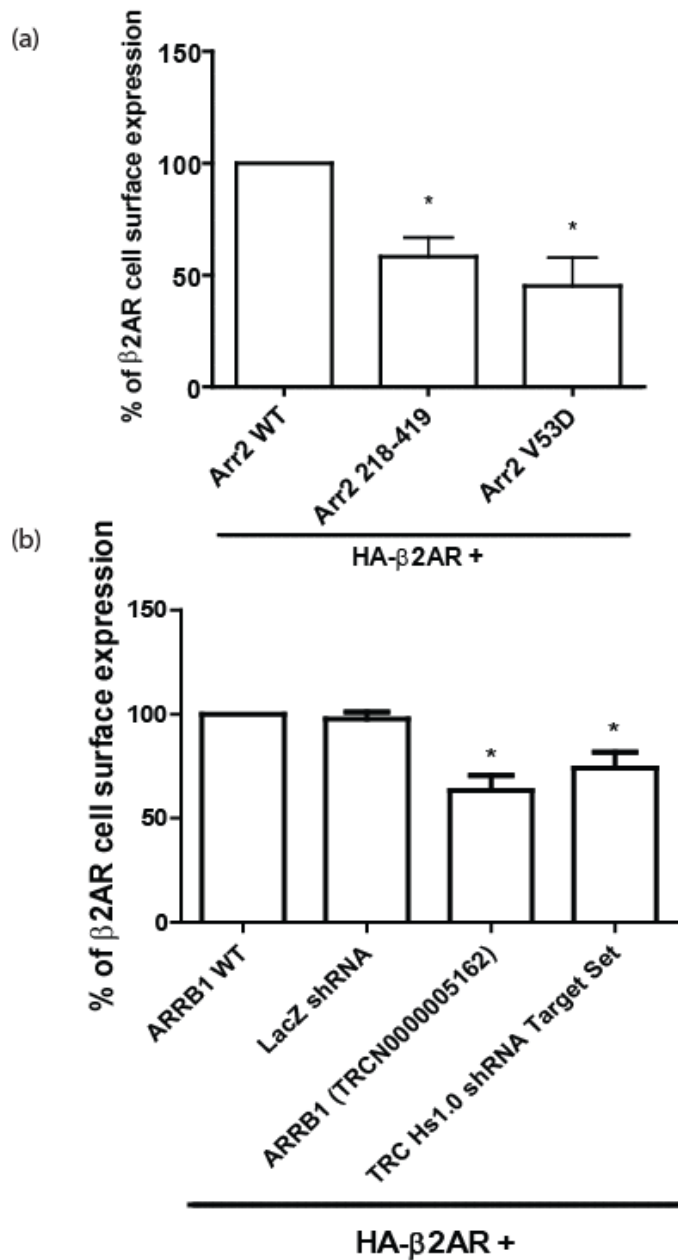 (a)
% of β2AR cell surface expression
150
100
50
0
*
*
Arr2 WT
Arr2 218-419
Arr2 V53D
HA-β2AR +
(b)
% of β2AR cell surface expression
150
100
50
0
*
*
ARRB1 WT
LacZ shRNA
ARRB1 (TRCN0000005162)
TRC Hs1.0 shRNA Target Set
HA-β2AR +